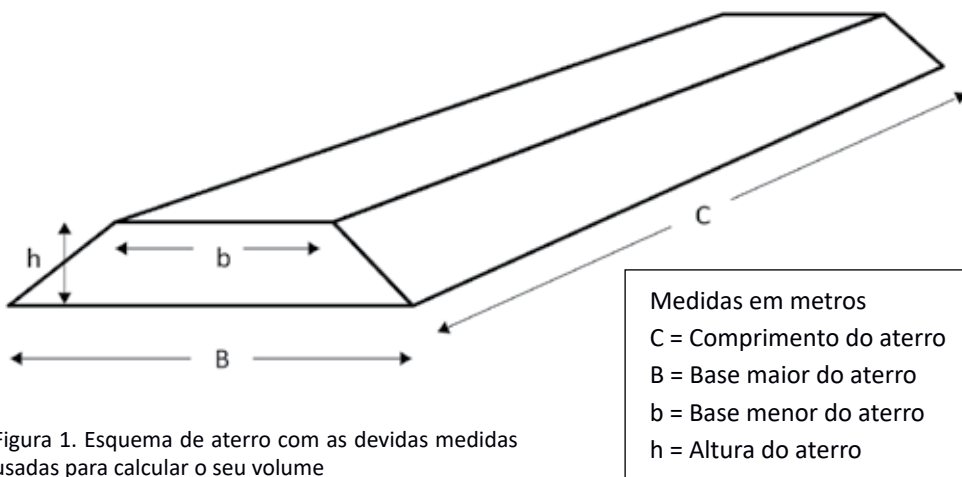 h
b
C
B
Medidas em metros
C = Comprimento do aterro
B = Base maior do aterro
b = Base menor do aterro
h = Altura do aterro
Figura 1. Esquema de aterro com as devidas medidas
usadas para calcular o seu volume